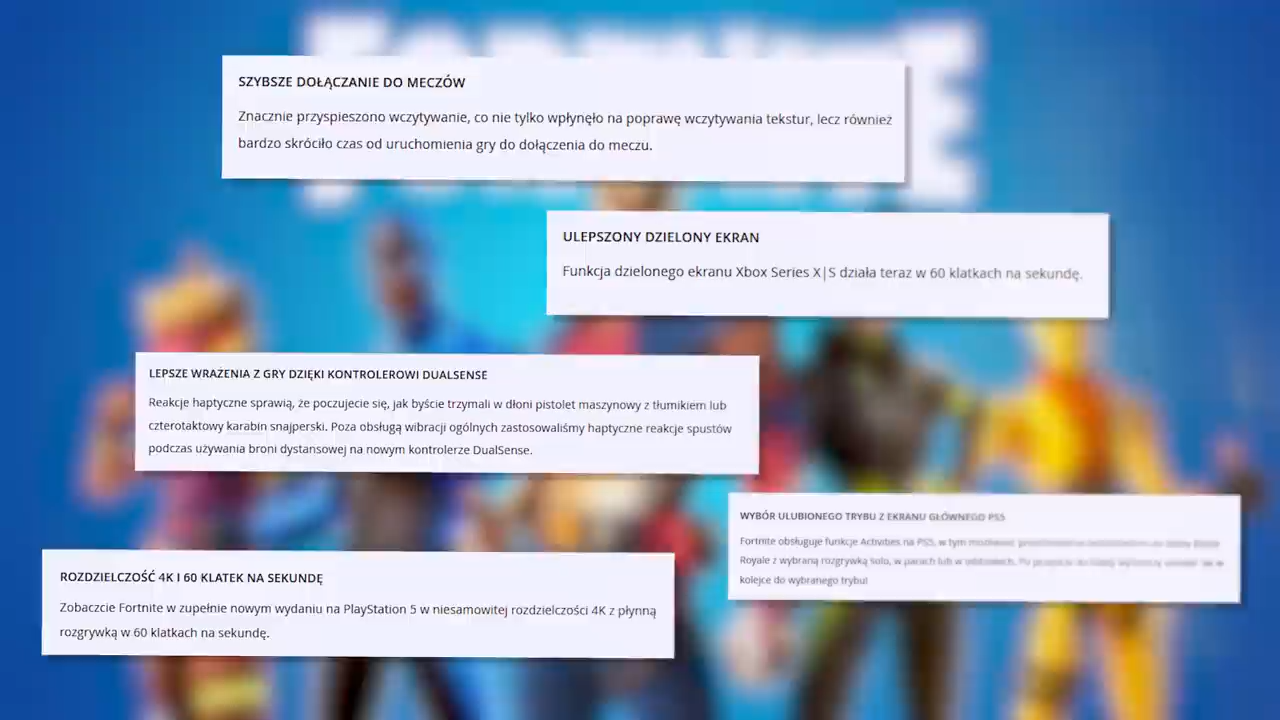 SZYBSZE DOŁĄCZANIE DO MECZÓW
Znacznie przyspieszono wczytywanie, co nie tylko wpłynęło na poprawę wczytywania tekstur, lecz również
bardzo skróciło czas od uruchomienia gry do dołączenia do meczu.
ULEPSZONY DZIELONY EKRAN
Funkcja dzielonego ekranu Xbox Series X|S działa teraz w 60 klatkach na sekundę.
LEPSZE WRAŻENIA Z GRY DZIĘKI KONTROLEROWI DUALSENSE
Reakcje haptyczne sprawią, że poczujecie się, jak byście trzymali w dłoni pistolet maszynowy z tłumikiem lub
czterotaktowy karabin snajperski. Poza obsługą wibracji ogólnych zastosowaliśmy haptyczne reakcje spustów
podczas używania broni dystansowej na nowym kontrolerze DualSense.
WYBÓR ULUBIONEGO TRYBU Z EKRANU GŁÓWNEGO PS5
Fortnite obsługuje funkcje Activities na PS5, w tym
Royale z wybraną rozgrywką solo, w parach lub w
kolejce do wybranego trybu!
ROZDZIELCZOŚĆ 4K I 60 KLATEK NA SEKUNDĘ
Zobaczcie Fortnite w zupełnie nowym wydaniu na PlayStation 5 w niesamowitej rozdzielczości 4K z płynną
rozgrywką w 60 klatkach na sekundę.